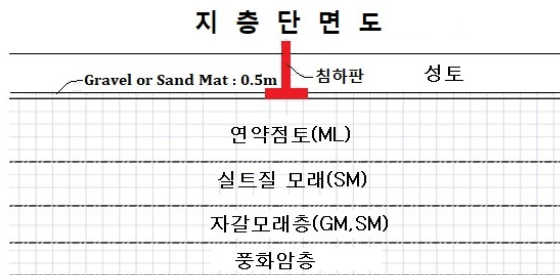 지 층 단 면 도
Gravel or Sand Mat : 0.5m 침하판 성토
연약점토(ML)
실트질 모래(SM)
자갈모래층(GM,SM)
풍화암층